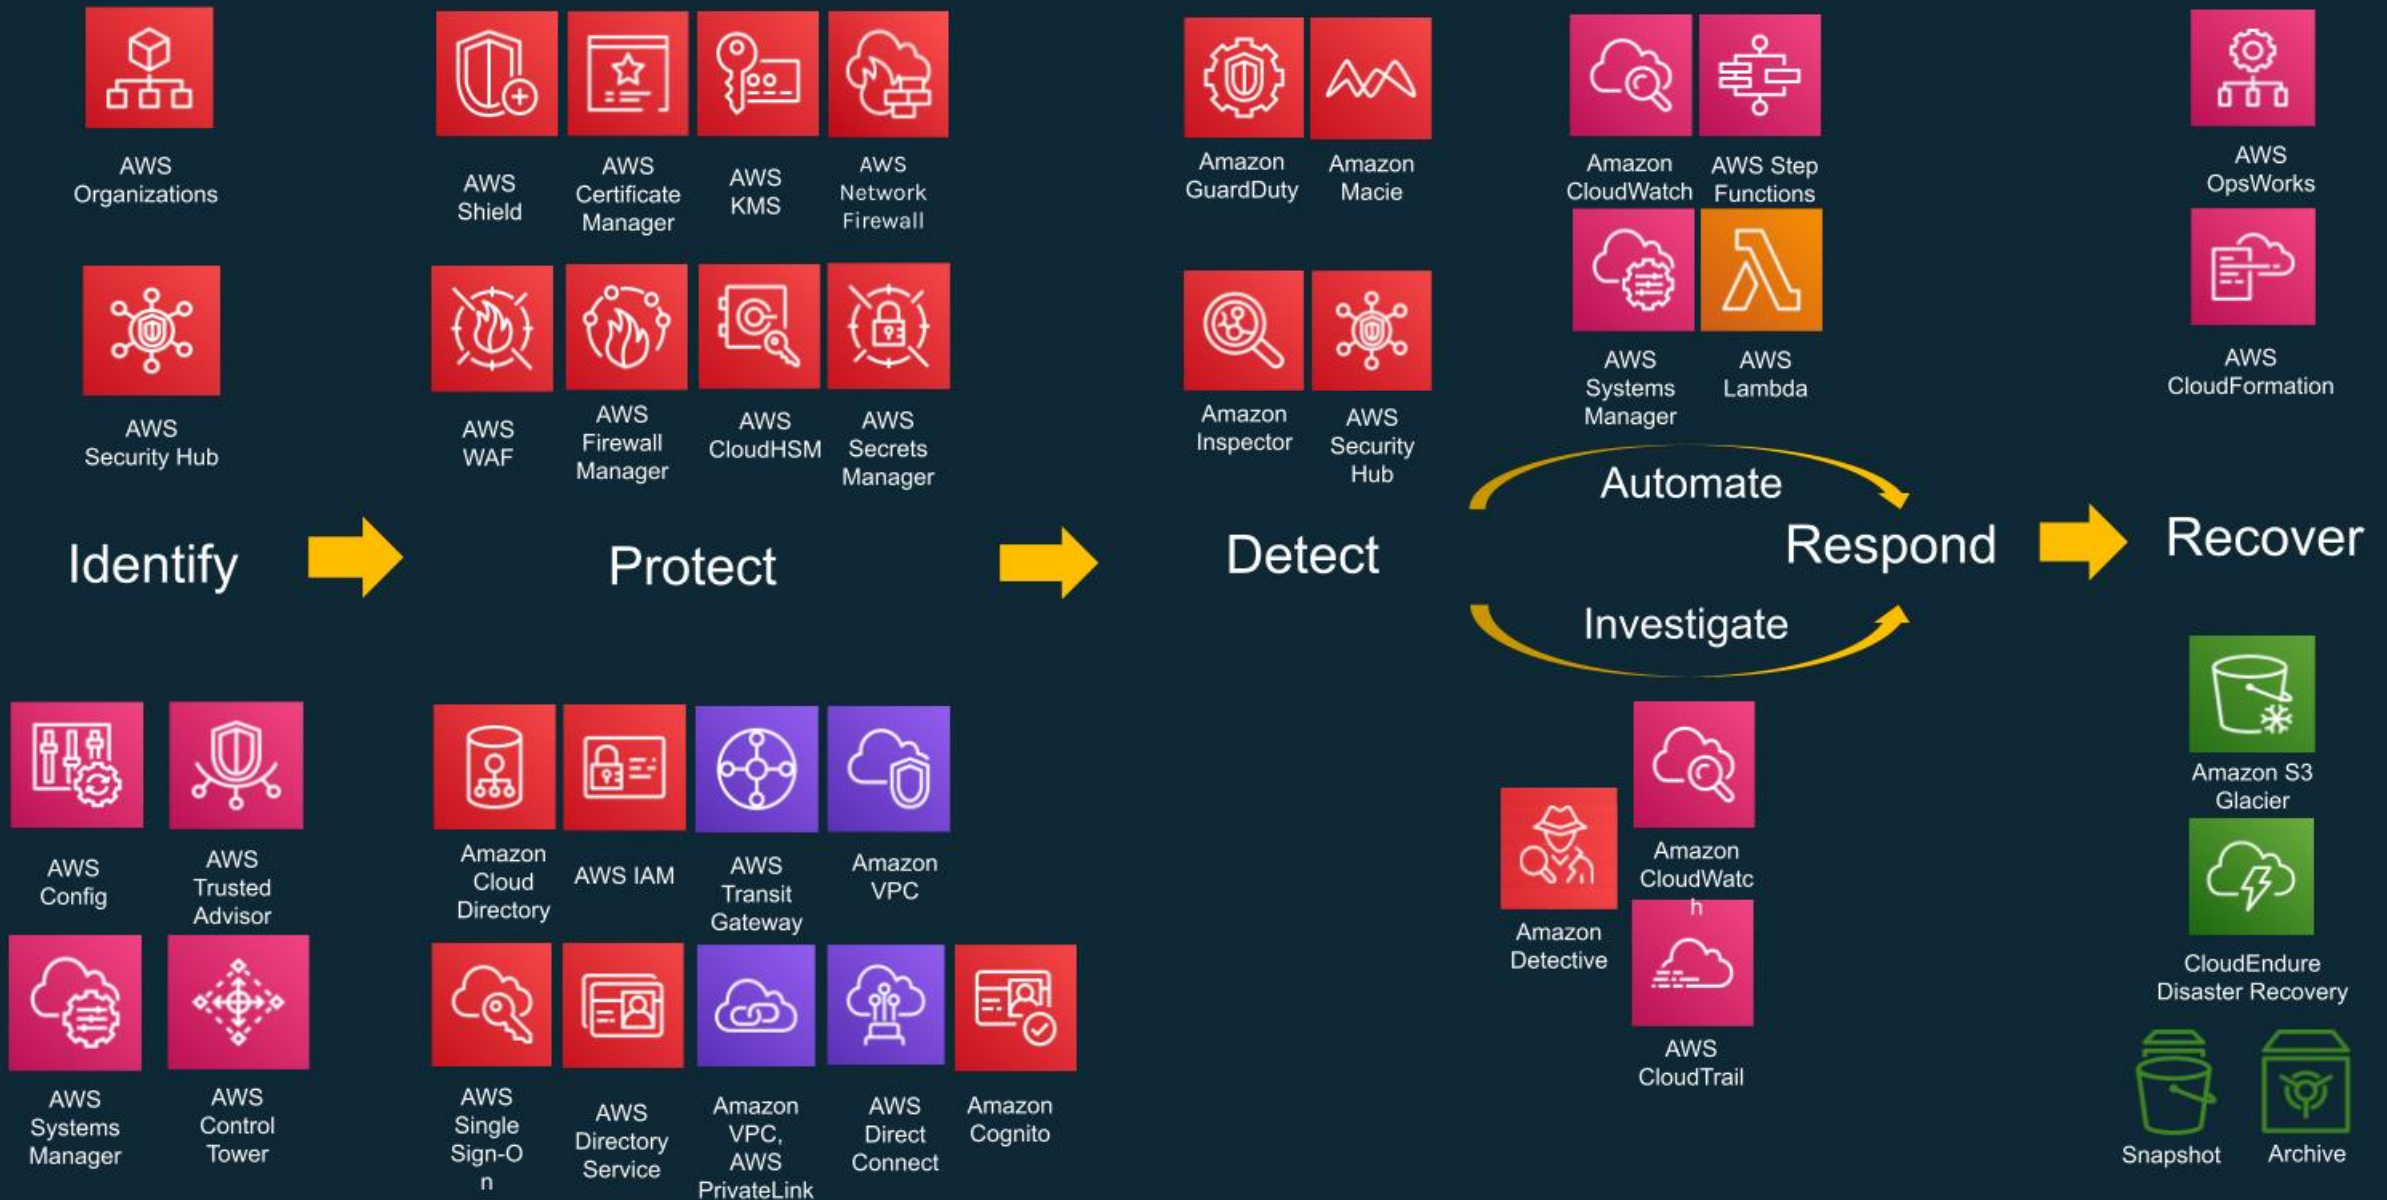 AWS
Organizations
AWS
Shield
AWS
Certificate
Manager
AWS
KMS
AWS
Network
Firewall
Amazon
GuardDuty
Amazon
Macie
Amazon
CloudWatch
AWS Step
Functions
AWS
OpsWorks
AWS
Security Hub
AWS
WAF
AWS
Firewall
Manager
AWS
CloudHSM
AWS
Secrets
Manager
Amazon
Inspector
AWS
Security
Hub
AWS
Systems
Manager
AWS
Lambda
AWS
CloudFormation
Identify
Protect
Detect
Automate
Investigate
Respond
Recover
AWS
Config
AWS
Trusted
Advisor
Amazon
Cloud
Directory
AWS IAM
AWS
Transit
Gateway
Amazon
VPC
Amazon
Detective
Amazon
CloudWatc
h
AWS
CloudTrail
Amazon S3
Glacier
CloudEndure
Disaster Recovery
AWS
Systems
Manager
AWS
Control
Tower
AWS
Single
Sign-O
n
AWS
Directory
Service
Amazon
VPC,
AWS
PrivateLink
AWS
Direct
Connect
Amazon
Cognito
Snapshot
Archive